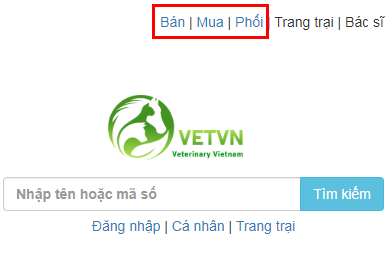 Bán | Mua | Phối | Trang trại | Bác sĩ
VETVN
Veterinary Vietnam
Nhập tên hoặc mã số
Tìm kiếm
Đăng nhập | Cá nhân | Trang trại